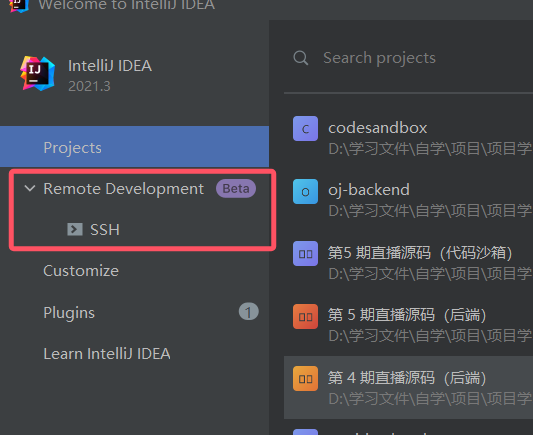 Welcome to IntelliJ IDEA
IntelliJ IDEA
2021.3
Projects
Remote Development Beta
SSH
Customize
Plugins 1
Learn IntelliJ IDEA
Search projects
C codesandbox
D:\学习文件\自学\项目\项目学
O oj-backend
D:\学习文件\自学\项目\项目学
第5 期直播源码（代码沙箱）
D:\学习文件\自学\项目\项目学
第 5 期直播源码（后端）
D:\学习文件\自学\项目\项目学
第 4 期直播源码（后端）
D:\学习文件\自学\项目\项目学